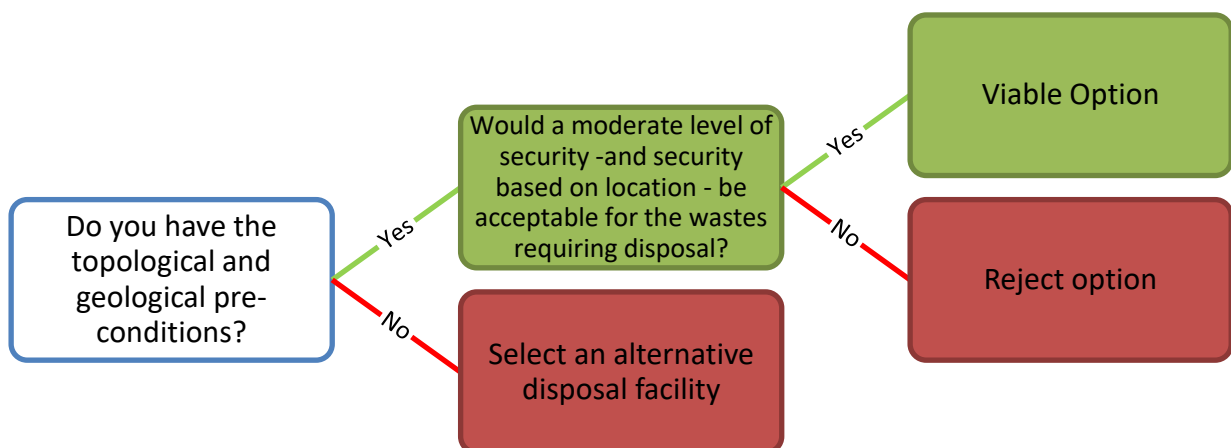 Do you have the
topological and
geological pre-
conditions?
Yes
No
Would a moderate level of
security -and security
based on location - be
acceptable for the wastes
requiring disposal?
Select an alternative
disposal facility
Yes
No
Viable Option
Reject option